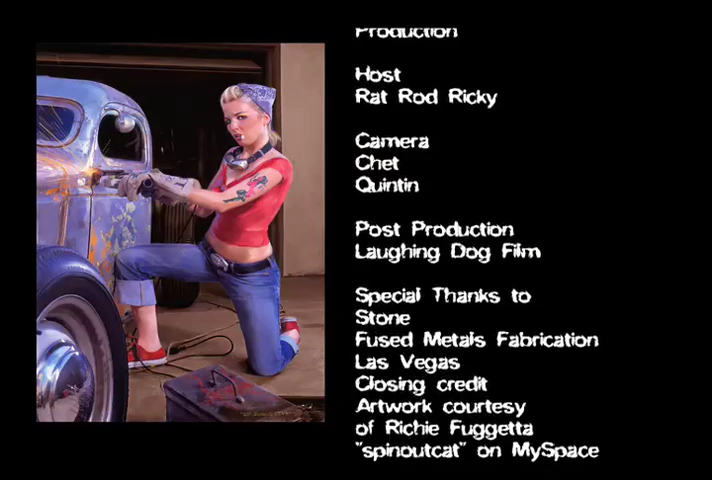 Production
Host
Rat Rod Ricky
Camera
Chet
Quintin
Post Production
Laughing Dog Film
Special Thanks to
Stone
Fused Metals Fabrication
Las Vegas
Closing credit
Artwork courtesy
of Richie Fuggetta
"spinoutcat" on MySpace